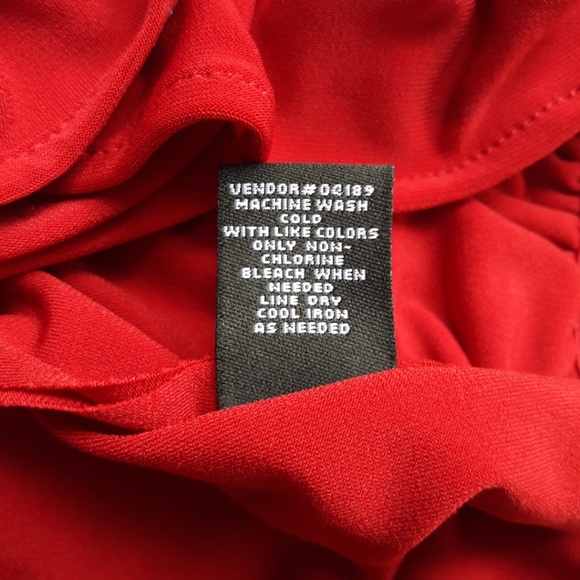 VENDOR# 04189
MACHINE WASH
COLD
WITH LIKE COLORS
ONLY NON-
CHLORINE
BLEACH WHEN
NEEDED
LINE DRY
COOL IRON
AS NEEDED